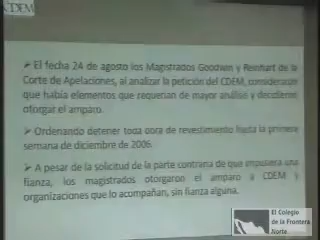 CDEM
➢ El fecha 24 de agosto los Magistrados Goodwin y Reinhart de la
Corte de Apelaciones, al analizar la petición del CDEM, consideraron
que había elementos que requerían de mayor análisis y decidieron
otorgar el amparo.
➢ Ordenando detener toda obra de revestimiento hasta la primera
semana de diciembre de 2006.
➢ A pesar de la solicitud de la parte contraria de que impusiera una
fianza, los magistrados otorgaron el amparo a CDEM y
organizaciones que lo acompañan, sin fianza alguna.
El Colegio
de la Frontera
Norte